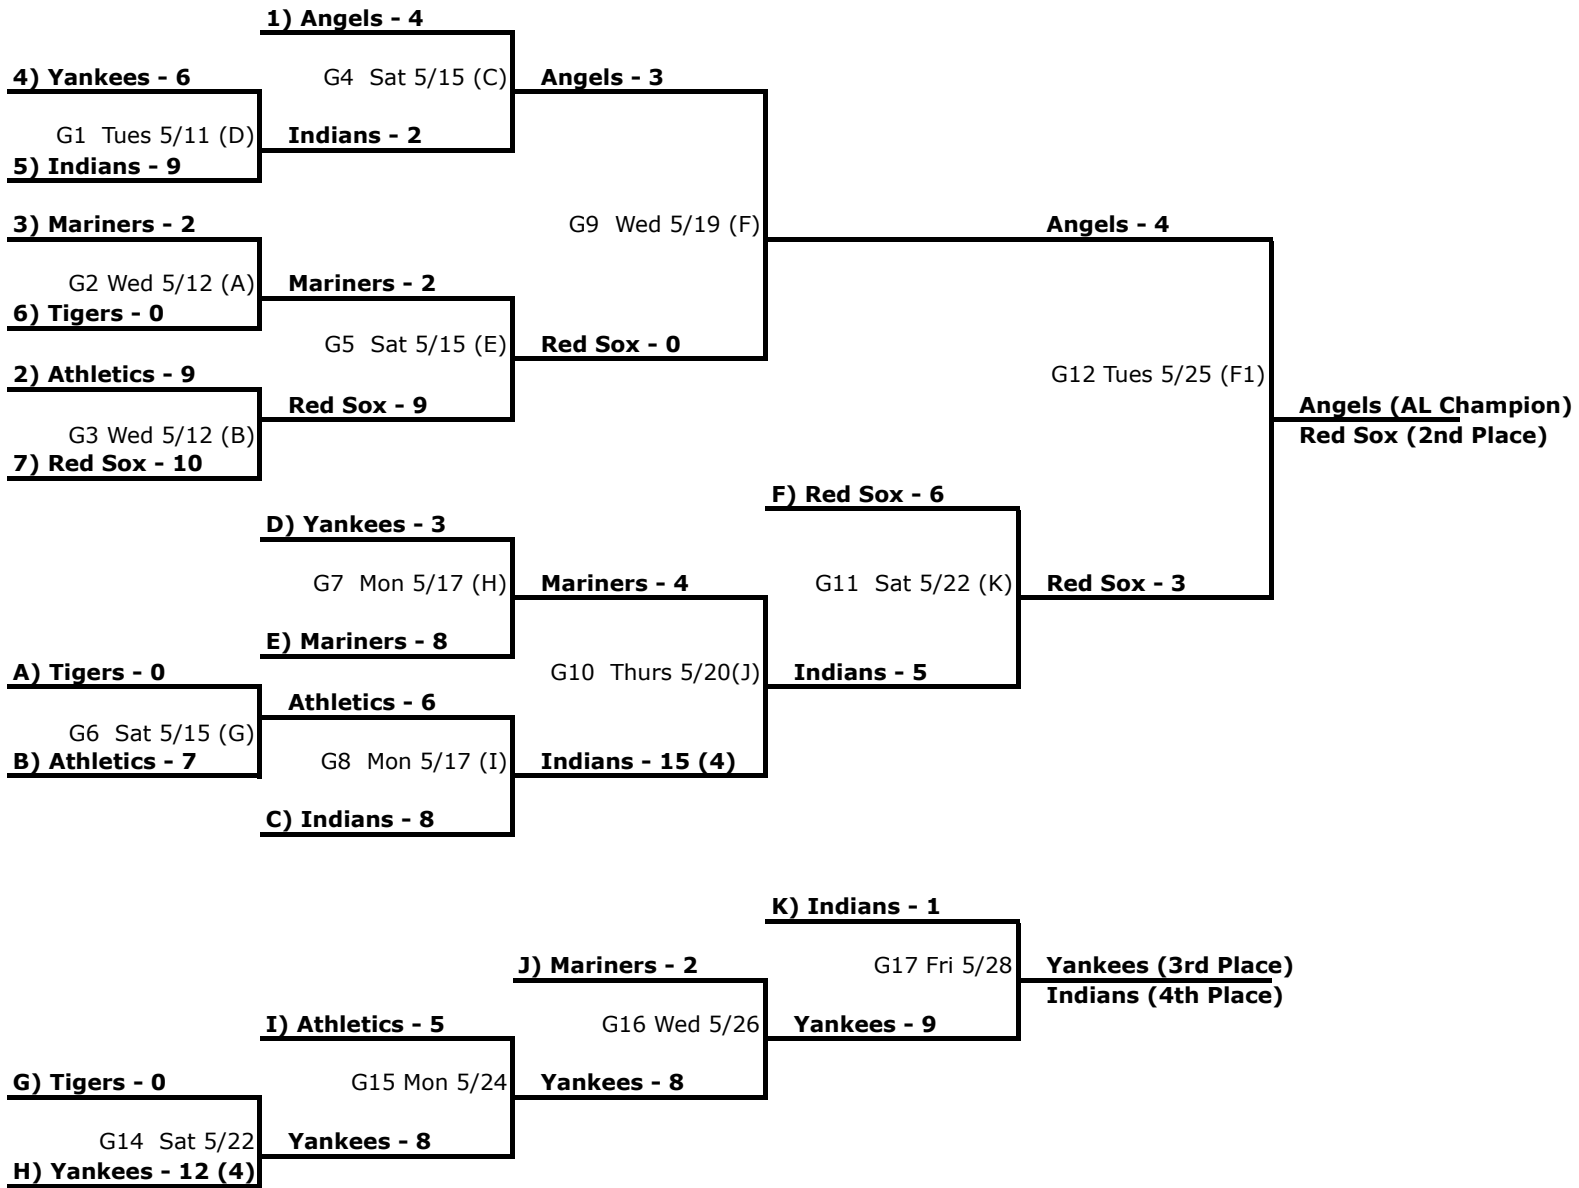 1) Angels - 4
4) Yankees - 6
G4 Sat 5/15 (C)
Angels - 3
G1 Tues 5/11 (D)
Indians - 2
5) Indians - 9
3) Mariners - 2
G9 Wed 5/19 (F)
Angels - 4
G2 Wed 5/12 (A)
Mariners - 2
6) Tigers - 0
G5 Sat 5/15 (E)
Red Sox - 0
2) Athletics - 9
G12 Tues 5/25 (F1)
Red Sox - 9
Angels (AL Champion)
G3 Wed 5/12 (B)
Red Sox (2nd Place)
7) Red Sox - 10
F) Red Sox - 6
D) Yankees - 3
G7 Mon 5/17 (H)
Mariners - 4
G11 Sat 5/22 (K)
Red Sox - 3
E) Mariners - 8
A) Tigers - 0
G10 Thurs 5/20(J)
Indians - 5
Athletics - 6
G6 Sat 5/15 (G)
B) Athletics - 7
G8 Mon 5/17 (I)
Indians - 15 (4)
C) Indians - 8
K) Indians - 1
J) Mariners - 2
G17 Fri 5/28
Yankees (3rd Place)
Indians (4th Place)
I) Athletics - 5
G16 Wed 5/26
Yankees - 9
G) Tigers - 0
G15 Mon 5/24
Yankees - 8
G14 Sat 5/22
Yankees - 8
H) Yankees - 12 (4)